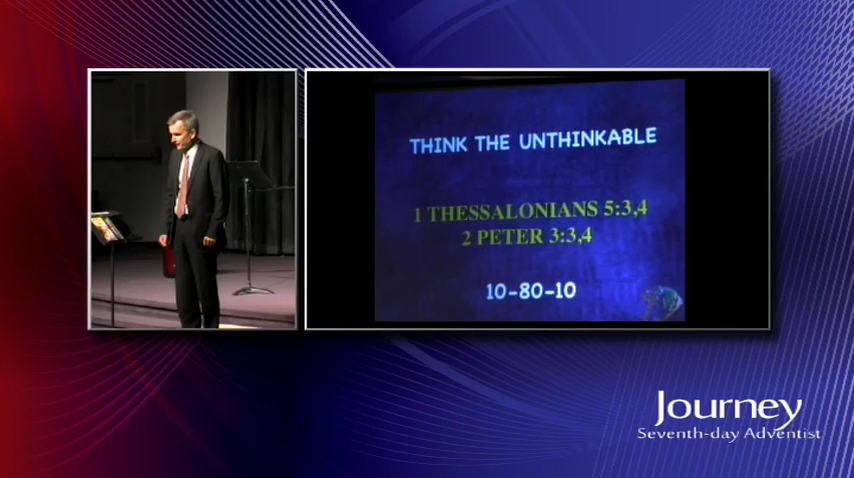 THINK THE UNTHINKABLE
1 THESSALONIANS 5:3,4
2 PETER 3:3,4
10-80-10
Journey
Seventh-day Adventist